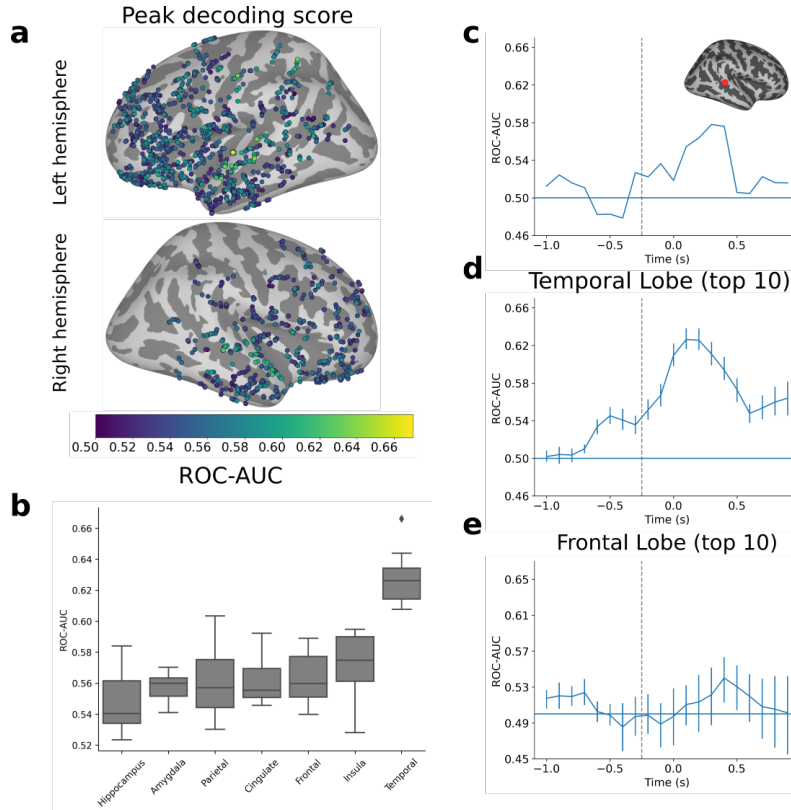 a
Peak decoding score
Left hemisphere
Right hemisphere
0.50 0.52 0.54 0.56 0.58 0.60 0.62 0.64 0.66
ROC-AUC
b
ROC-AUC
0.66
0.64
0.62
0.60
0.58
0.56
0.54
0.52
Hippocampus
Amygdala
Parietal
Cingulate
Frontal
Insula
Temporal
c
ROC-AUC
0.66
0.62
0.58
0.54
0.50
0.46
−1.0 −0.5 0.0 0.5
Time (s)
d
Temporal Lobe (top 10)
ROC-AUC
0.66
0.62
0.58
0.54
0.50
0.46
−1.0 −0.5 0.0 0.5
Time (s)
e
Frontal Lobe (top 10)
ROC-AUC
0.65
0.61
0.57
0.53
0.49
0.45
−1.0 −0.5 0.0 0.5
Time (s)